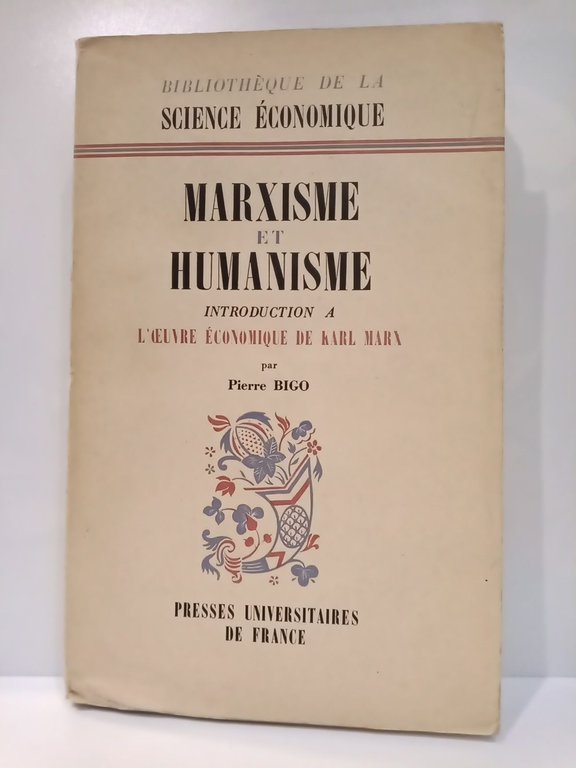 BIBLIOTHÈQUE DE LA
SCIENCE ÉCONOMIQUE
MARXISME
ET
HUMANISME
INTRODUCTION A
L'ŒUVRE ÉCONOMIQUE DE KARL MARX
par
Pierre BIGO
PRESSES UNIVERSITAIRES
DE FRANCE